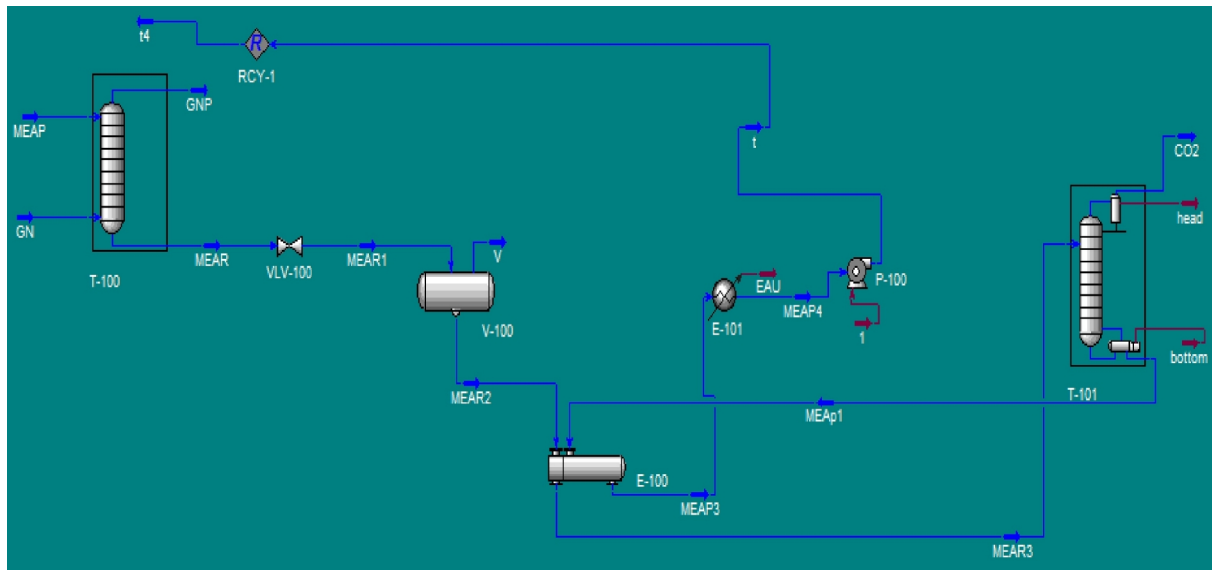 t4
R
RCY-1
GNP
MEAP
t
CO2
head
GN
MEAR
VLV-100
MEAR1
V
T-100
V-100
EAU
E-101
MEAP4
P-100
1
bottom
MEAR2
MEAp1
T-101
E-100
MEAP3
MEAR3